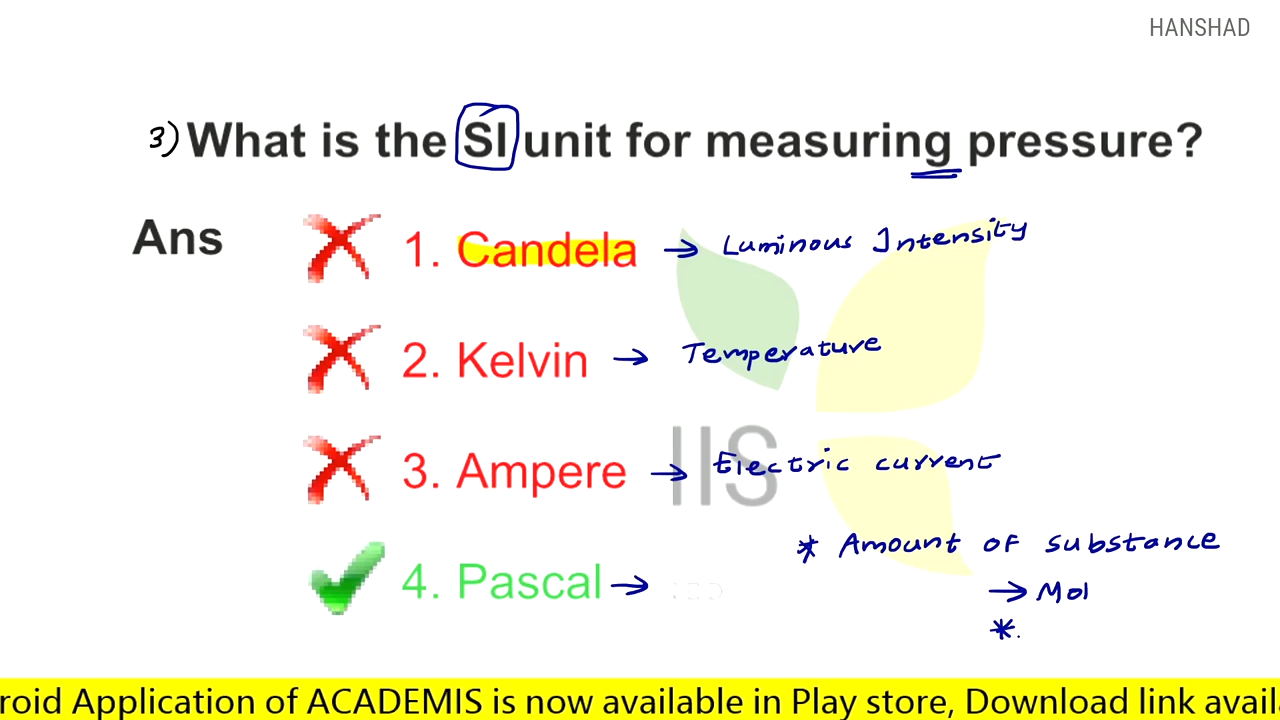 HANSHAD
3) What is the SI unit for measuring pressure?
Ans
1. Candela → Luminous Intensity
2. Kelvin → Temperature
IIS
3. Ampere → Electric current
* Amount of substance
4. Pascal →
→ Mol
*.
roid Application of ACADEMIS is now available in Play store, Download link avail